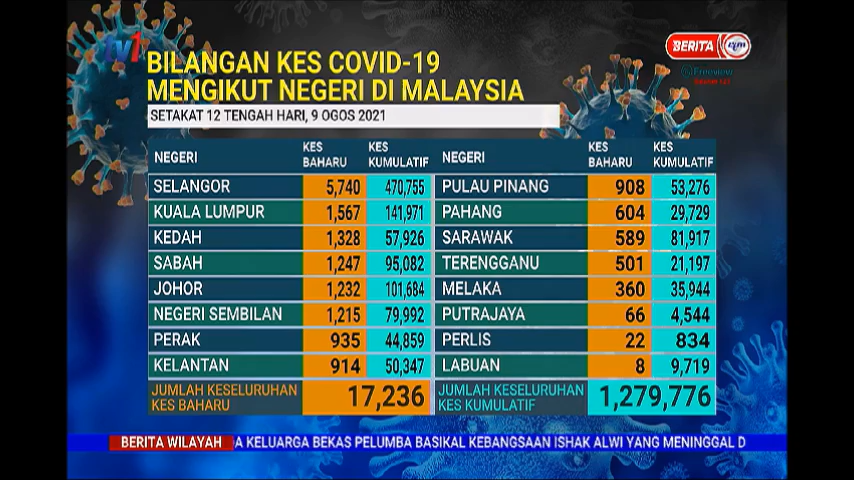 tv1
BERITA rtm
BILANGAN KES COVID-19
MENGIKUT NEGERI DI MALAYSIA
SETAKAT 12 TENGAH HARI, 9 OGOS 2021
NEGERI KES BAHARU KES KUMULATIF NEGERI KES BAHARU KES KUMULATIF
SELANGOR 5,740 470,755 PULAU PINANG 908 53,276
KUALA LUMPUR 1,567 141,971 PAHANG 604 29,729
KEDAH 1,328 57,926 SARAWAK 589 81,917
SABAH 1,247 95,082 TERENGGANU 501 21,197
JOHOR 1,232 101,684 MELAKA 360 35,944
NEGERI SEMBILAN 1,215 79,992 PUTRAJAYA 66 4,544
PERAK 935 44,859 PERLIS 22 834
KELANTAN 914 50,347 LABUAN 8 9,719
JUMLAH KESELURUHAN KES BAHARU 17,236 JUMLAH KESELURUHAN KES KUMULATIF 1,279,776
BERITA WILAYAH A KELUARGA BEKAS PELUMBA BASIKAL KEBANGSAAN ISHAK ALWI YANG MENINGGAL D